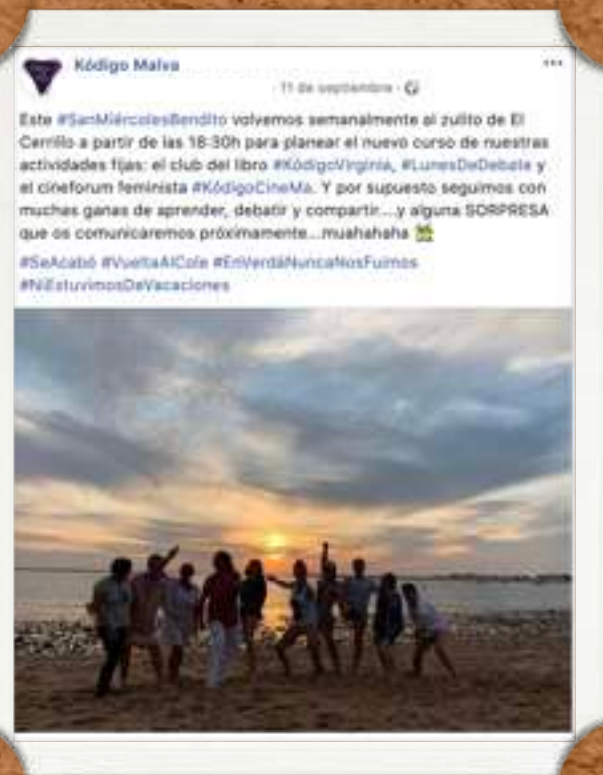 Kódigo Malva
11 de septiembre
Este #SanMiércolesBendito volvemos semanalmente al zulito de El
Cerrillo a partir de las 18:30h para planear el nuevo curso de nuestras
actividades fijas: el club del libro #KódigoVirginia, #LunesDeDebate y
el cineforum feminista #KódigoCineMa. Y por supuesto seguimos con
muchas ganas de aprender, debatir y compartir....y alguna SORPRESA
que os comunicaremos próximamente...muahahaha
#SeAcabó #VueltaAlCole #EnVerdáNuncaNosFuimos
#NiEstuvimosDeVacaciones